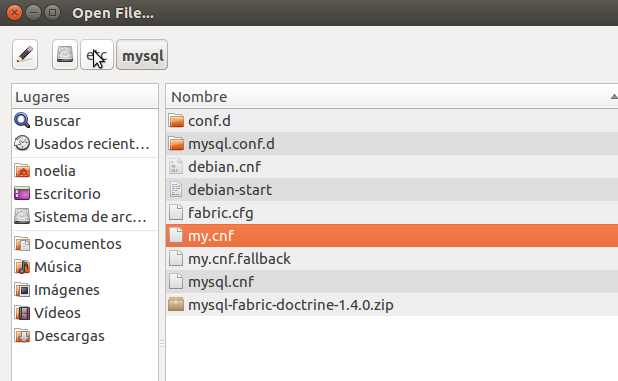 Open File...
mysql
Lugares
Nombre
Buscar
Usados recient...
noelia
Escritorio
Sistema de arc...
Documentos
Música
Imágenes
Vídeos
Descargas
conf.d
mysql.conf.d
debian.cnf
debian-start
fabric.cfg
my.cnf
my.cnf.fallback
mysql.cnf
mysql-fabric-doctrine-1.4.0.zip